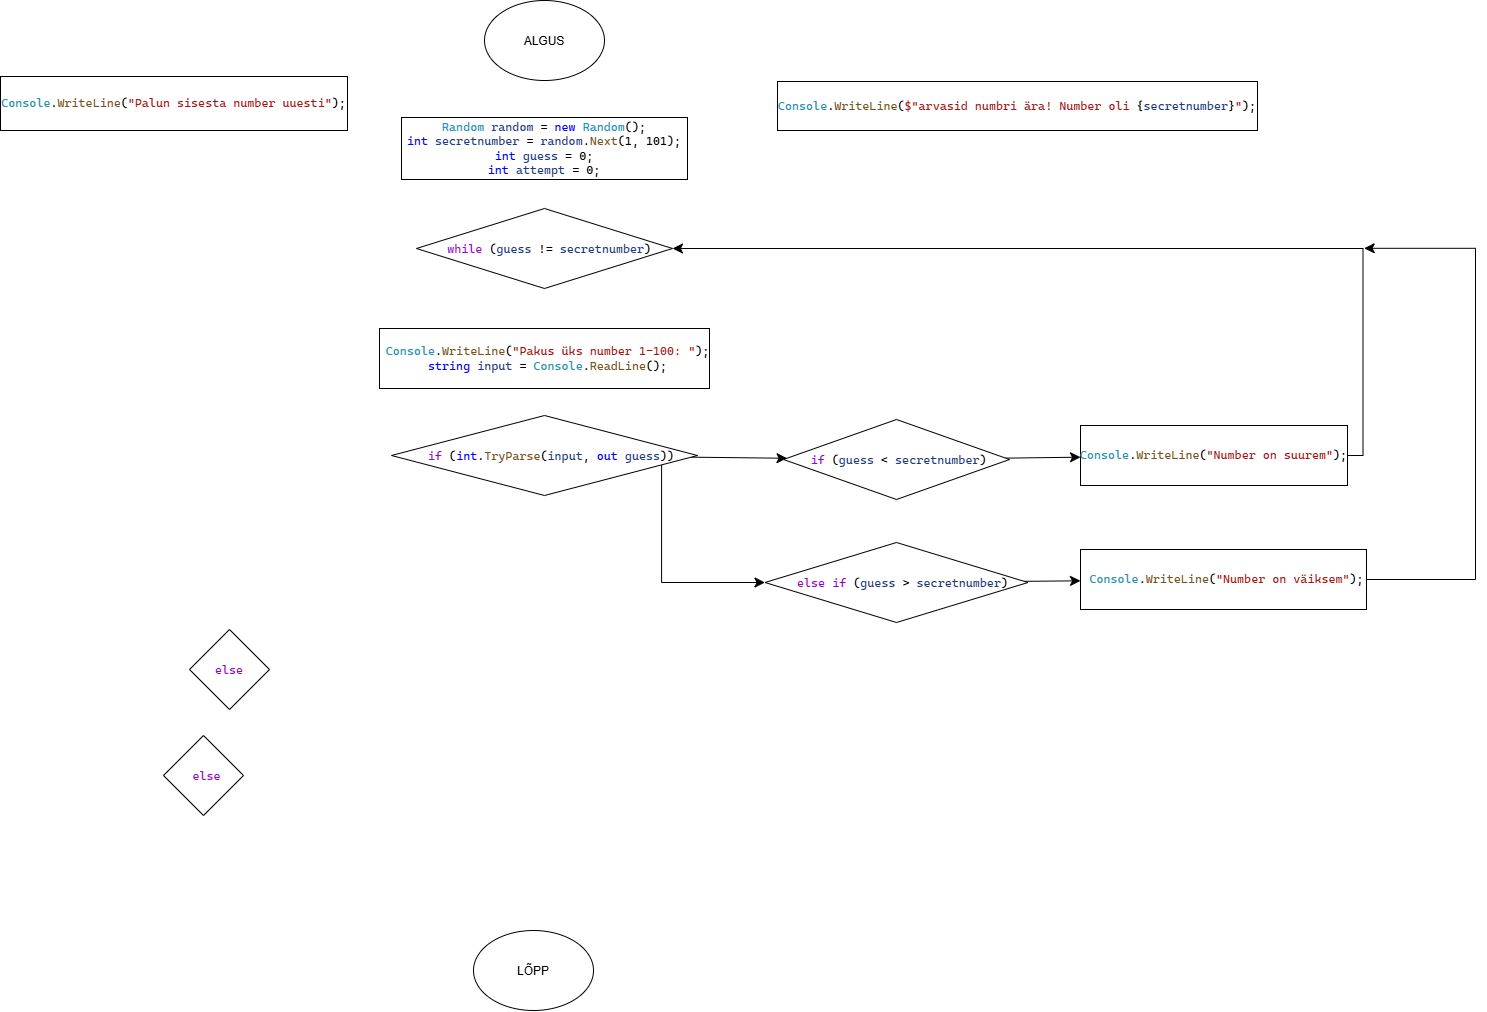 ALGUS
Console.WriteLine("Palun sisesta number uuesti");
Console.WriteLine($"arvasid numbri ära! Number oli {secretnumber}");
Random random = new Random();
int secretnumber = random.Next(1, 101);
int guess = 0;
int attempt = 0;
while (guess != secretnumber)
Console.WriteLine("Pakus üks number 1-100: ");
string input = Console.ReadLine();
if (int.TryParse(input, out guess))
if (guess < secretnumber)
Console.WriteLine("Number on suurem");
else if (guess > secretnumber)
Console.WriteLine("Number on väiksem");
else
else
LÕPP